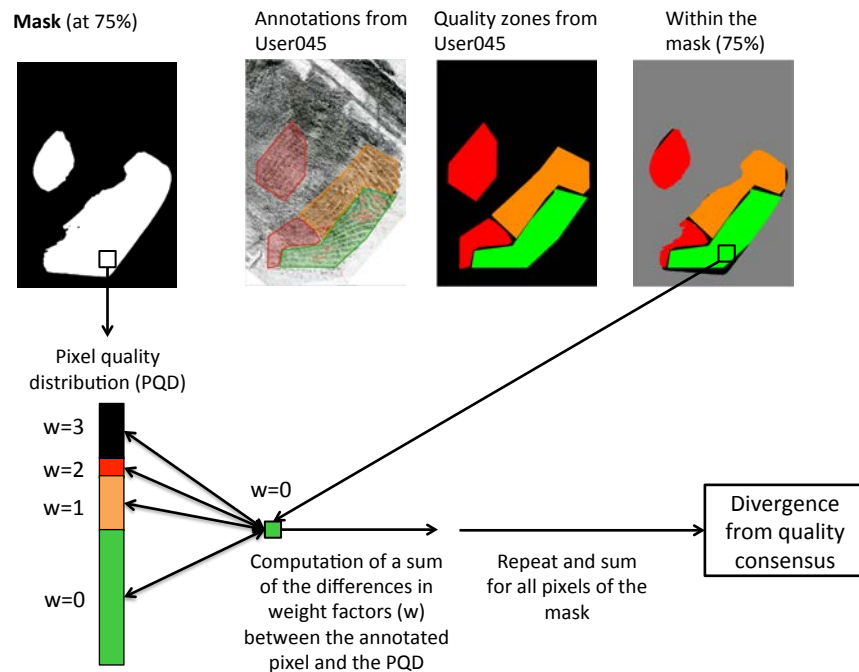 Mask (at 75%)
Annotations from
User045
Quality zones from
User045
Within the
mask (75%)
Pixel quality
distribution (PQD)
w=3
w=2
w=1
w=0
w=0
Computation of a sum
of the differences in
weight factors (w)
between the annotated
pixel and the PQD
Repeat and sum
for all pixels of the
mask
Divergence
from quality
consensus